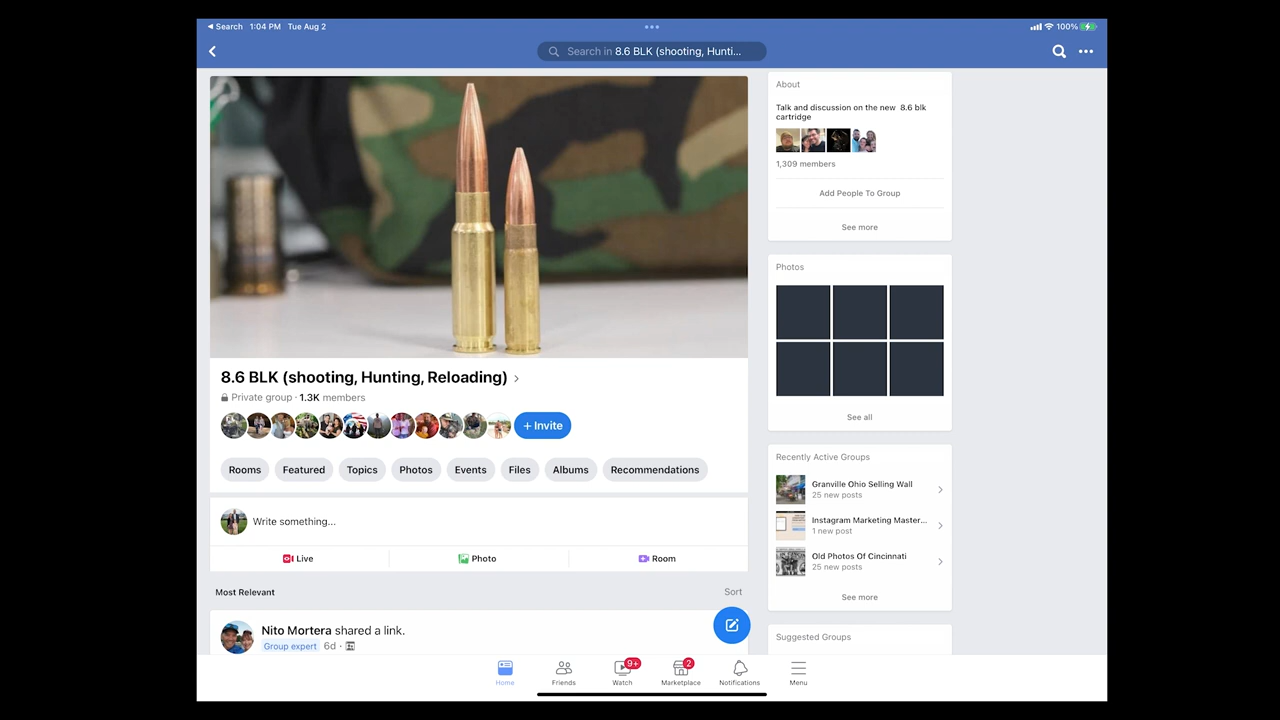 Search 1:04 PM Tue Aug 2
100%
Search in 8.6 BLK (shooting, Hunti...
8.6 BLK (shooting, Hunting, Reloading)
Private group · 1.3K members
+ Invite
Rooms Featured Topics Photos Events Files Albums Recommendations
Write something...
Live Photo Room
Most Relevant Sort
Nito Mortera shared a link.
Group expert 6d ·
About
Talk and discussion on the new 8.6 blk
cartridge
1,309 members
Add People To Group
See more
Photos
See all
Recently Active Groups
Granville Ohio Selling Wall
25 new posts
Instagram Marketing Master...
1 new post
Old Photos Of Cincinnati
25 new posts
See more
Suggested Groups
9+ 2
Home Friends Watch Marketplace Notifications Menu